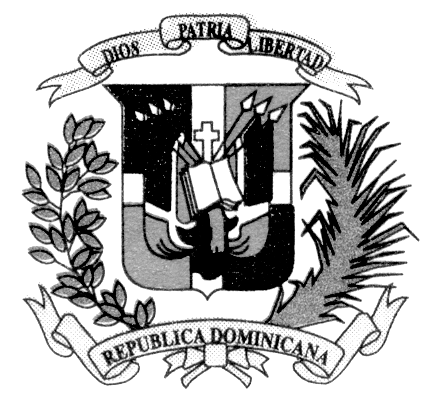 DIOS PATRIA LIBERTAD
REPUBLICA DOMINICANA